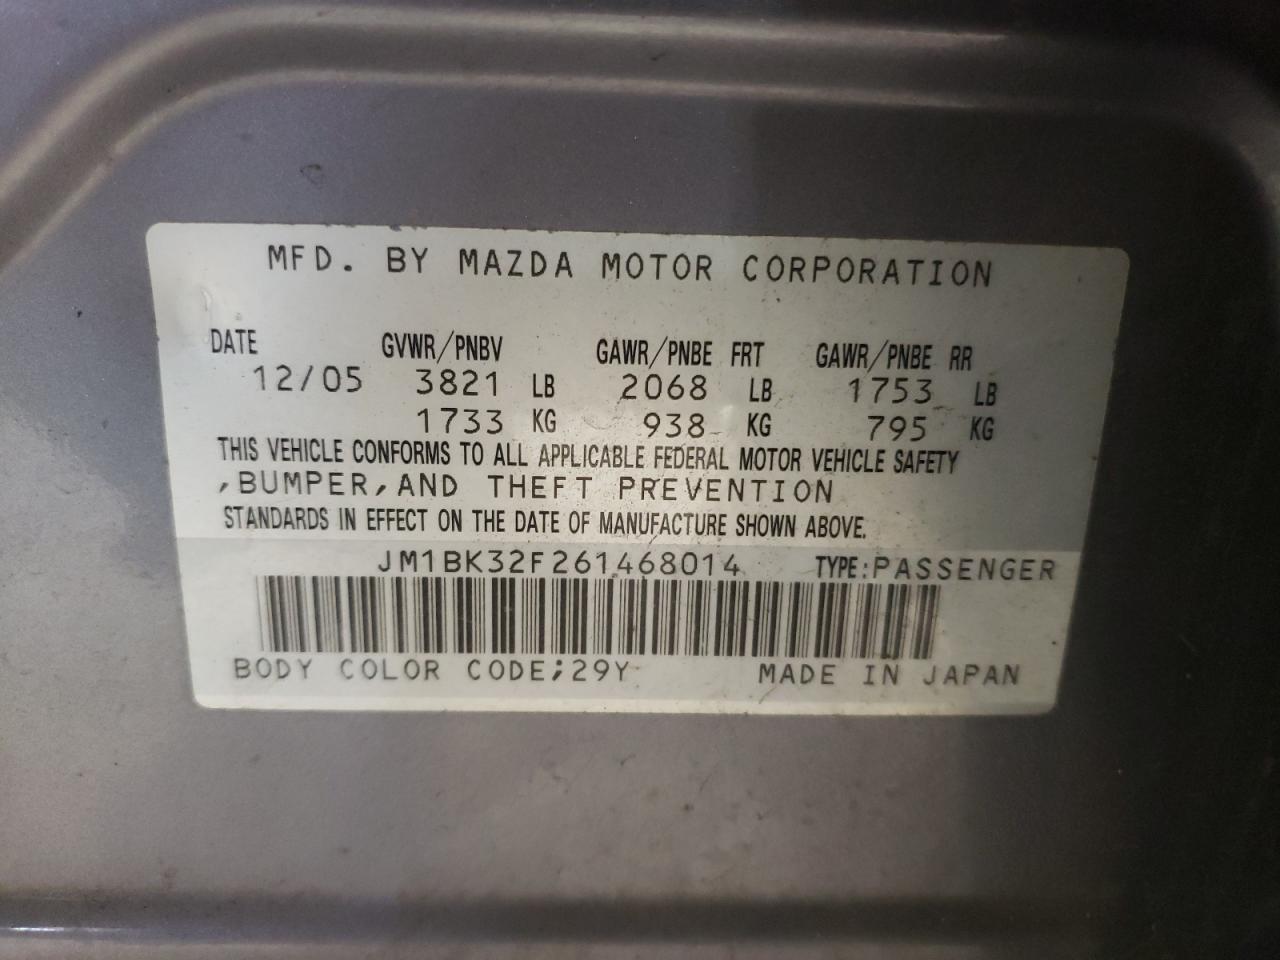 MFD. BY MAZDA MOTOR CORPORATION
DATE GVWR/PNBV GAWR/PNBE FRT GAWR/PNBE RR
12/05 3821 LB 2068 LB 1753 LB
1733 KG 938 KG 795 KG
THIS VEHICLE CONFORMS TO ALL APPLICABLE FEDERAL MOTOR VEHICLE SAFETY
,BUMPER,AND THEFT PREVENTION
STANDARDS IN EFFECT ON THE DATE OF MANUFACTURE SHOWN ABOVE.
JM1BK32F261468014 TYPE:PASSENGER
BODY COLOR CODE;29Y MADE IN JAPAN